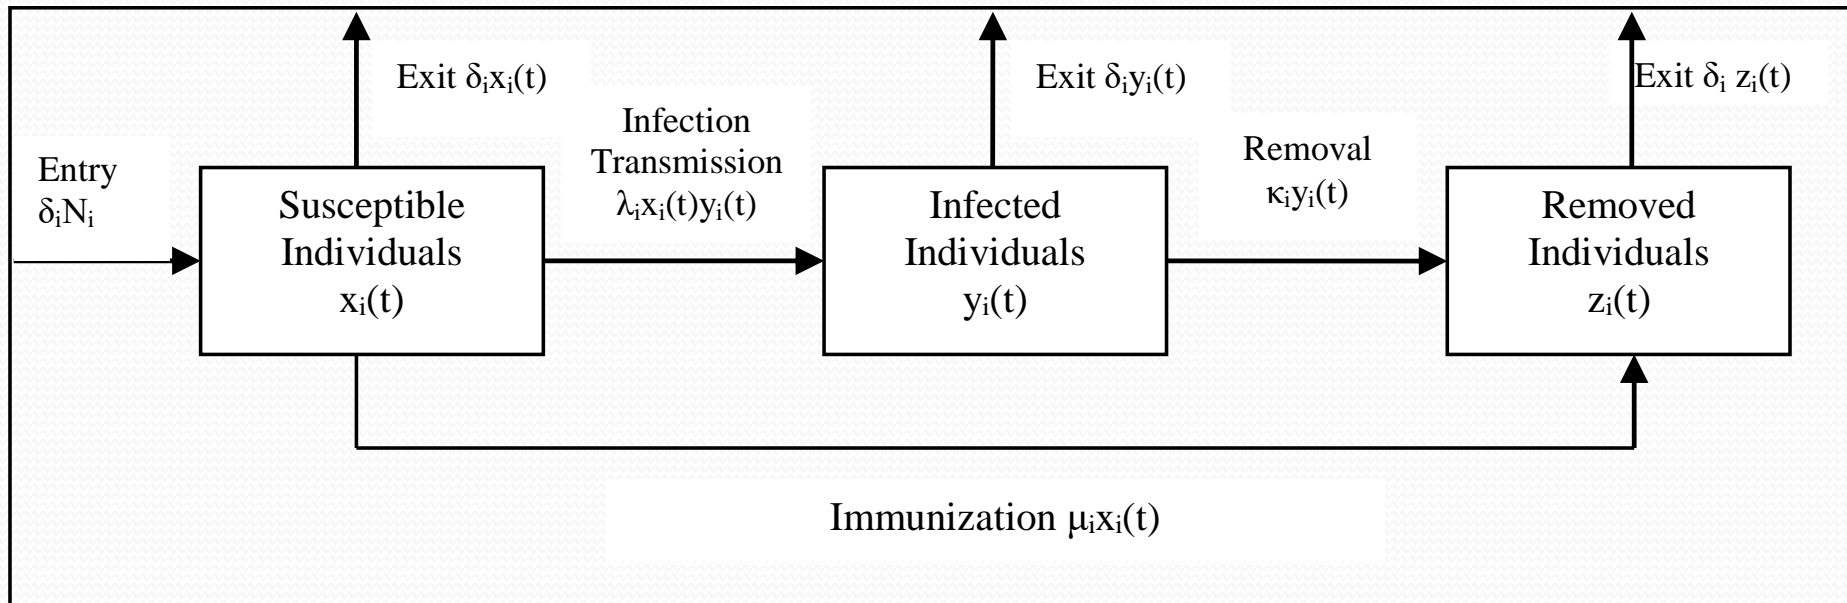 Exit δᵢxᵢ(t)
Exit δᵢyᵢ(t)
Exit δᵢ zᵢ(t)
Entry
δᵢNᵢ
Infection
Transmission
λᵢxᵢ(t)yᵢ(t)
Removal
κᵢyᵢ(t)
Susceptible
Individuals
xᵢ(t)
Infected
Individuals
yᵢ(t)
Removed
Individuals
zᵢ(t)
Immunization μᵢxᵢ(t)